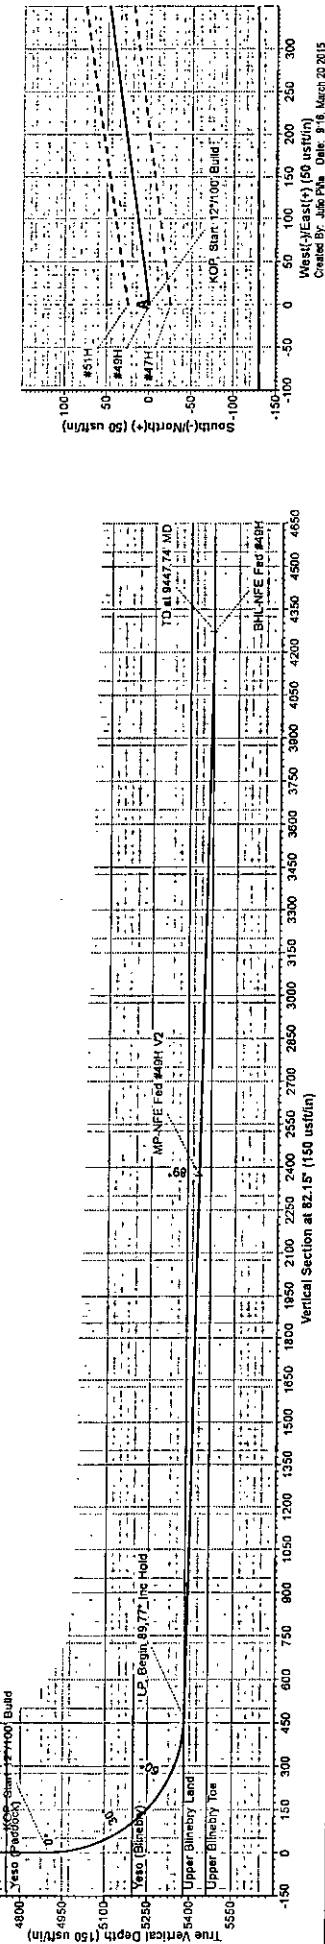 KOP, Start 12°/100' Build
Yeso (Paddock)
0°
30°
60°
Yeso (Blinebry)
LP, Begin 89.77° Inc Hold
Upper Blinebry Land
Upper Blinebry Toe
89°
MP-NFE Fed #49H V2
TD at 9447.74' MD
BHL-NFE Fed #49H
4800
4950
5100
5250
5400
5550
True Vertical Depth (150 usft/in)
-150 0 150 300 450 600 750 900 1050 1200 1350 1500 1650 1800 1950 2100 2250 2400 2550 2700 2850 3000 3150 3300 3450 3600 3750 3900 4050 4200 4350 4500 4650
Vertical Section at 82.15° (150 usft/in)
South(-)/North(+) (50 usft/in)
100
50
0
-50
-100
-150
#51H
#49H
#47H
A
KOP, Start 12°/100' Build
-100 -50 0 50 100 150 200 250 300
West(-)/East(+) (50 usft/in)
Created By: Julio Piña Date: 9:16, March 20 2015